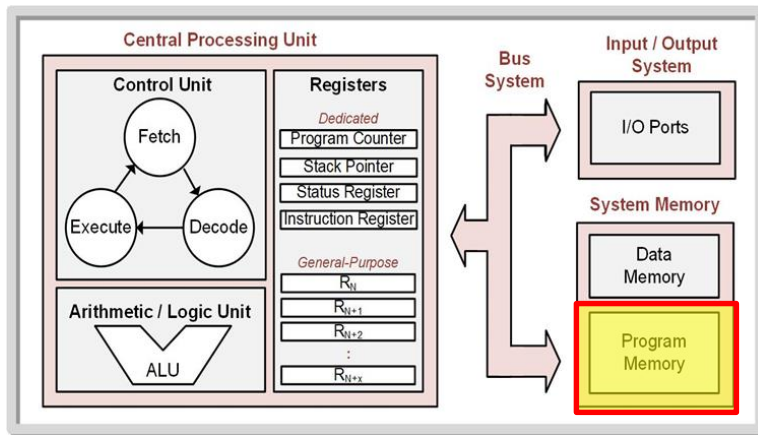 Central Processing Unit
Control Unit
Fetch
Execute
Decode
Arithmetic / Logic Unit
ALU
Registers
Dedicated
Program Counter
Stack Pointer
Status Register
Instruction Register
General-Purpose
RN
RN+1
RN+2
:
RN+x
Bus
System
Input / Output
System
I/O Ports
System Memory
Data
Memory
Program
Memory